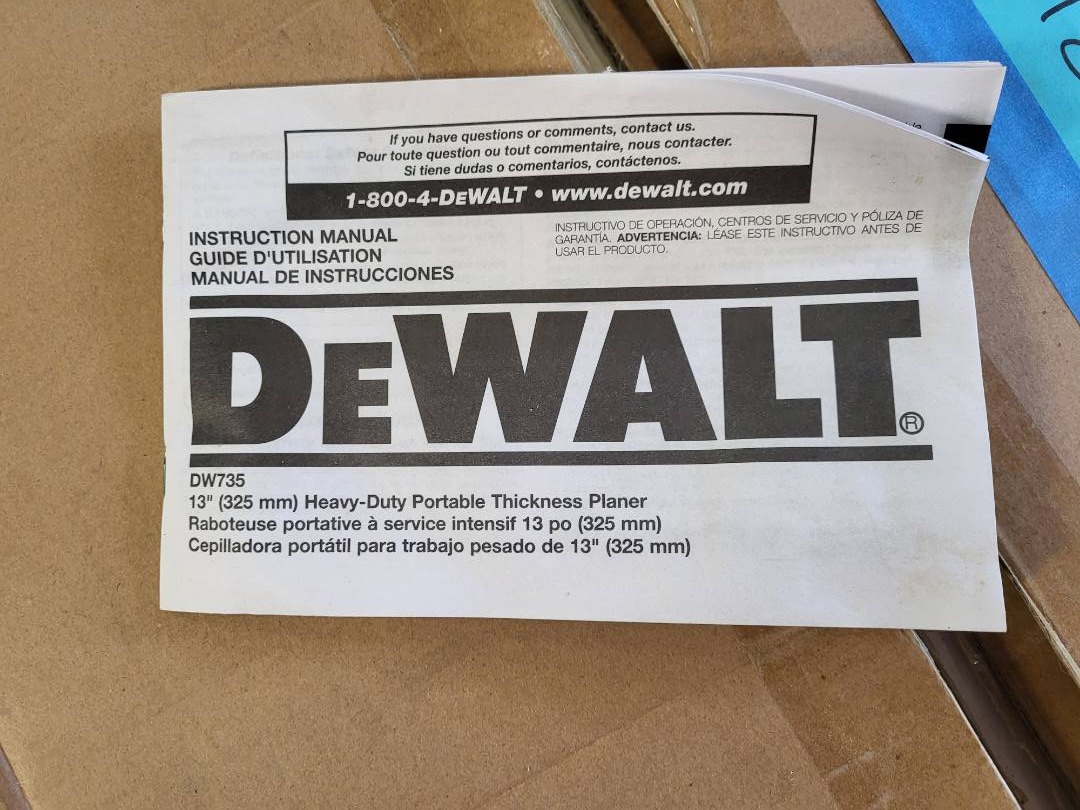 If you have questions or comments, contact us.
Pour toute question ou tout commentaire, nous contacter.
Si tiene dudas o comentarios, contáctenos.
1-800-4-DEWALT • www.dewalt.com
INSTRUCTION MANUAL
GUIDE D'UTILISATION
MANUAL DE INSTRUCCIONES
INSTRUCTIVO DE OPERACIÓN, CENTROS DE SERVICIO Y PÓLIZA DE
GARANTÍA. ADVERTENCIA: LÉASE ESTE INSTRUCTIVO ANTES DE
USAR EL PRODUCTO.
DEWALT®
DW735
13" (325 mm) Heavy-Duty Portable Thickness Planer
Raboteuse portative à service intensif 13 po (325 mm)
Cepilladora portátil para trabajo pesado de 13" (325 mm)